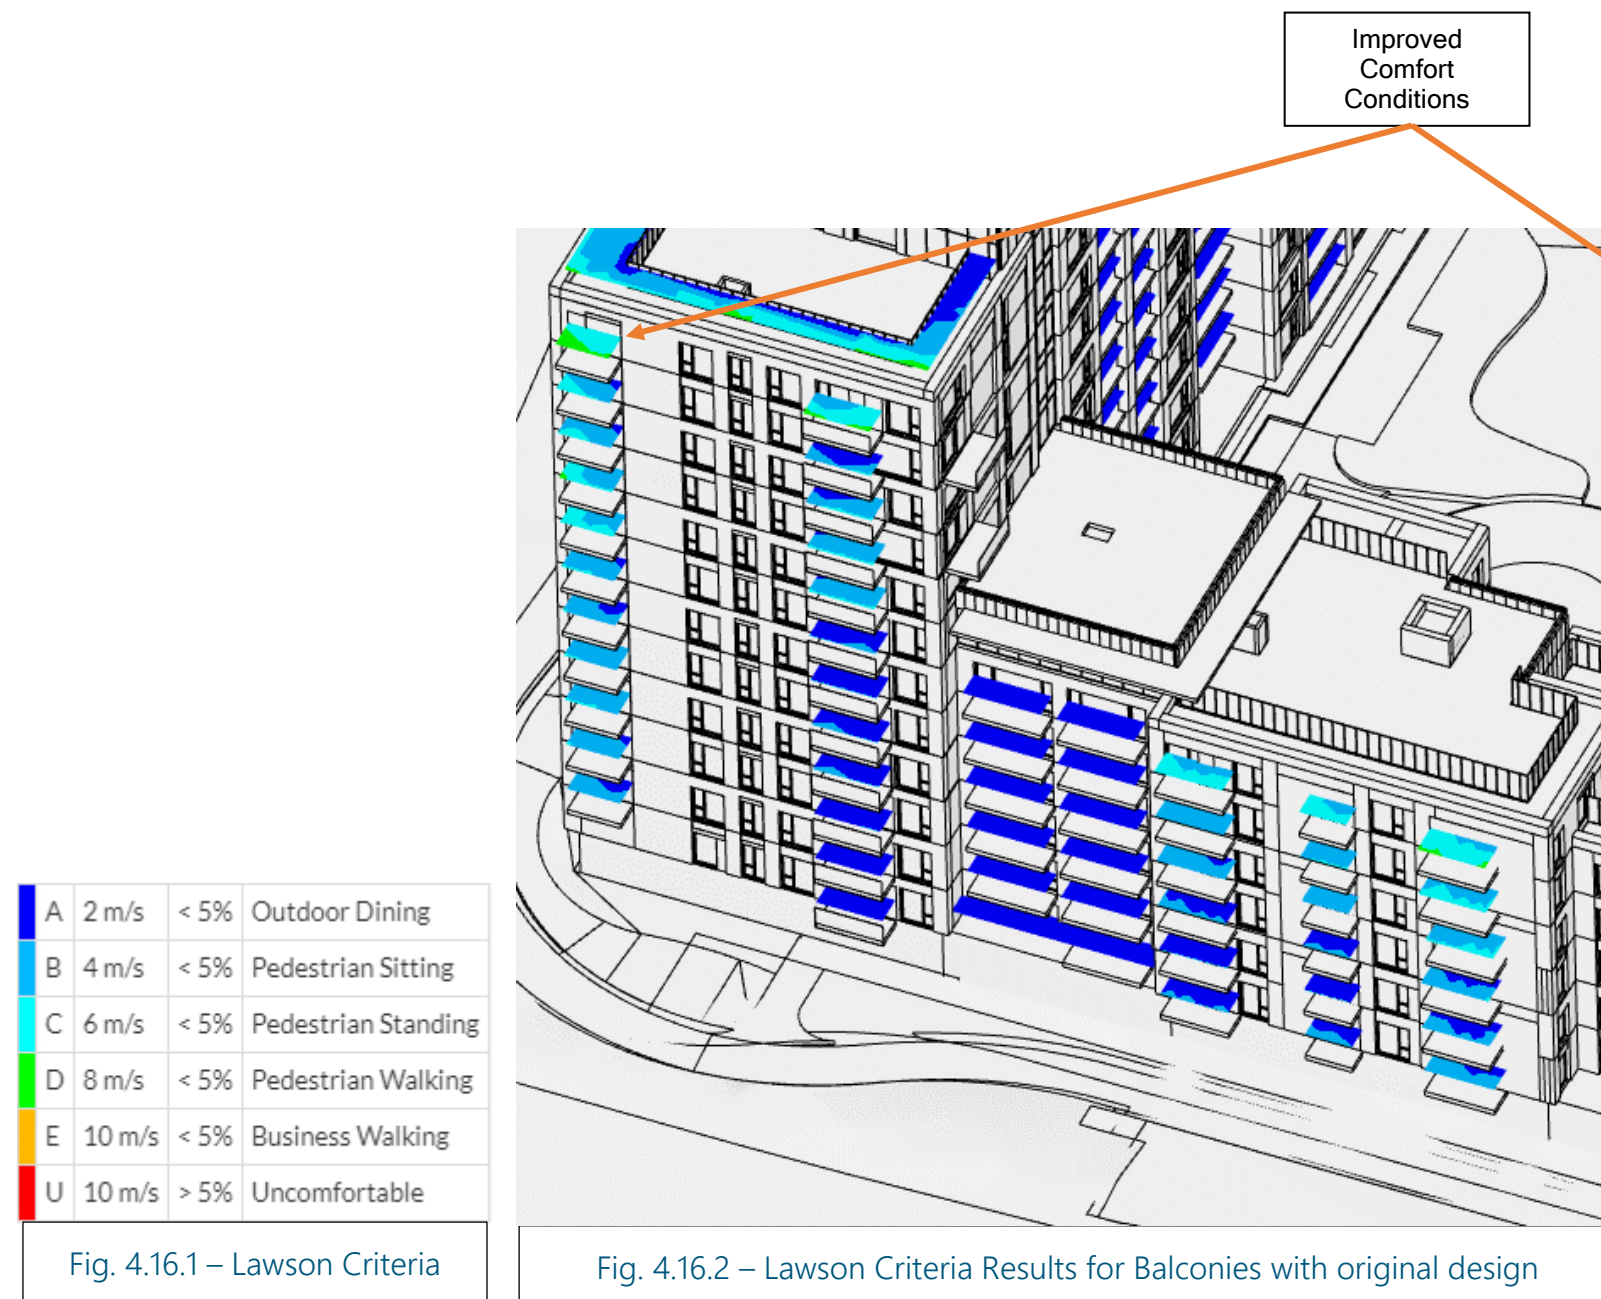 Improved
Comfort
Conditions
A 2 m/s < 5% Outdoor Dining
B 4 m/s < 5% Pedestrian Sitting
C 6 m/s < 5% Pedestrian Standing
D 8 m/s < 5% Pedestrian Walking
E 10 m/s < 5% Business Walking
U 10 m/s > 5% Uncomfortable
Fig. 4.16.1 – Lawson Criteria
Fig. 4.16.2 – Lawson Criteria Results for Balconies with original design